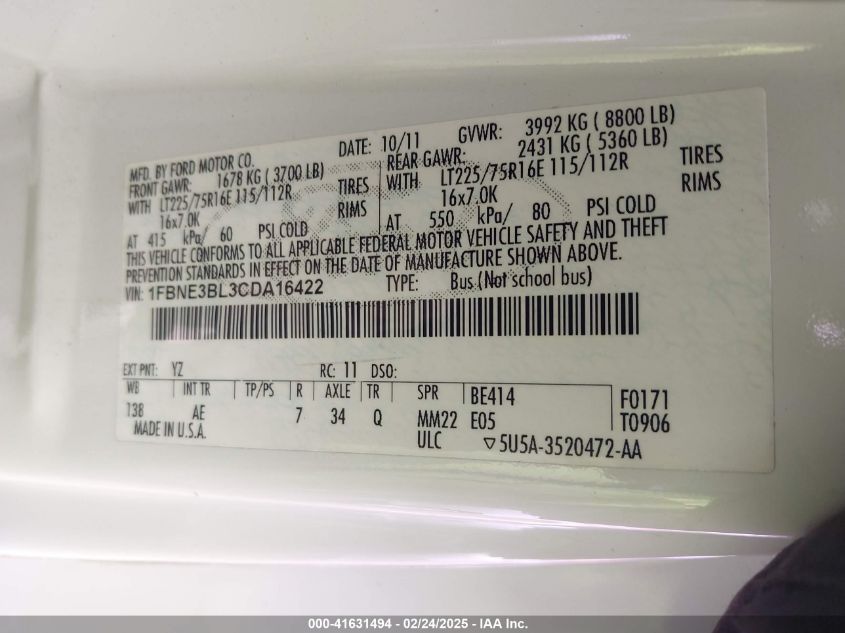 MFD. BY FORD MOTOR CO.
DATE: 10/11
GVWR: 3992 KG ( 8800 LB)
FRONT GAWR: 1678 KG ( 3700 LB)
WITH LT225/75R16E 115/112R TIRES
16x7.0K RIMS
AT 415 kPa/ 60 PSI COLD
REAR GAWR: 2431 KG ( 5360 LB)
WITH LT225/75R16E 115/112R TIRES
16x7.0K RIMS
AT 550 kPa/ 80 PSI COLD
THIS VEHICLE CONFORMS TO ALL APPLICABLE FEDERAL MOTOR VEHICLE SAFETY AND THEFT
PREVENTION STANDARDS IN EFFECT ON THE DATE OF MANUFACTURE SHOWN ABOVE.
VIN: 1FBNE3BL3CDA16422 TYPE: Bus (Not school bus)
EXT PNT: YZ RC: 11 DSO:
WB INT TR TP/PS R AXLE TR SPR BE414 F0171
138 AE 7 34 Q MM22 E05 T0906
MADE IN U.S.A. ULC ▽5U5A-3520472-AA
000-41631494 - 02/24/2025 - IAA Inc.